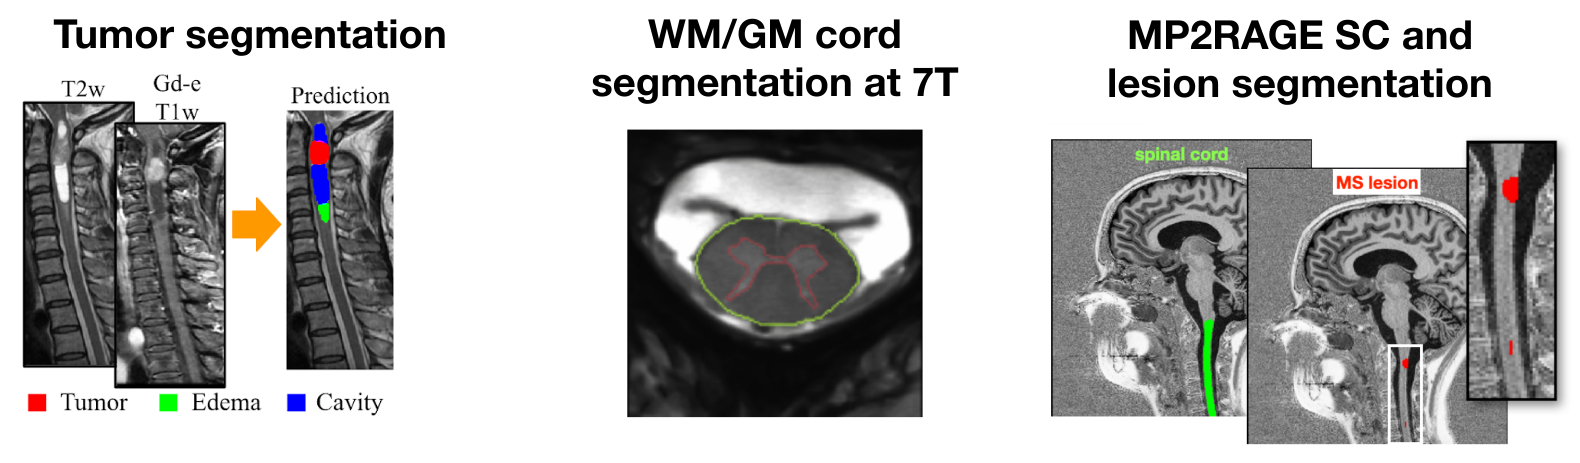 Tumor segmentation
T2w
Gd-e
T1w
Prediction
Tumor
Edema
Cavity
WM/GM cord
segmentation at 7T
MP2RAGE SC and
lesion segmentation
spinal cord
MS lesion